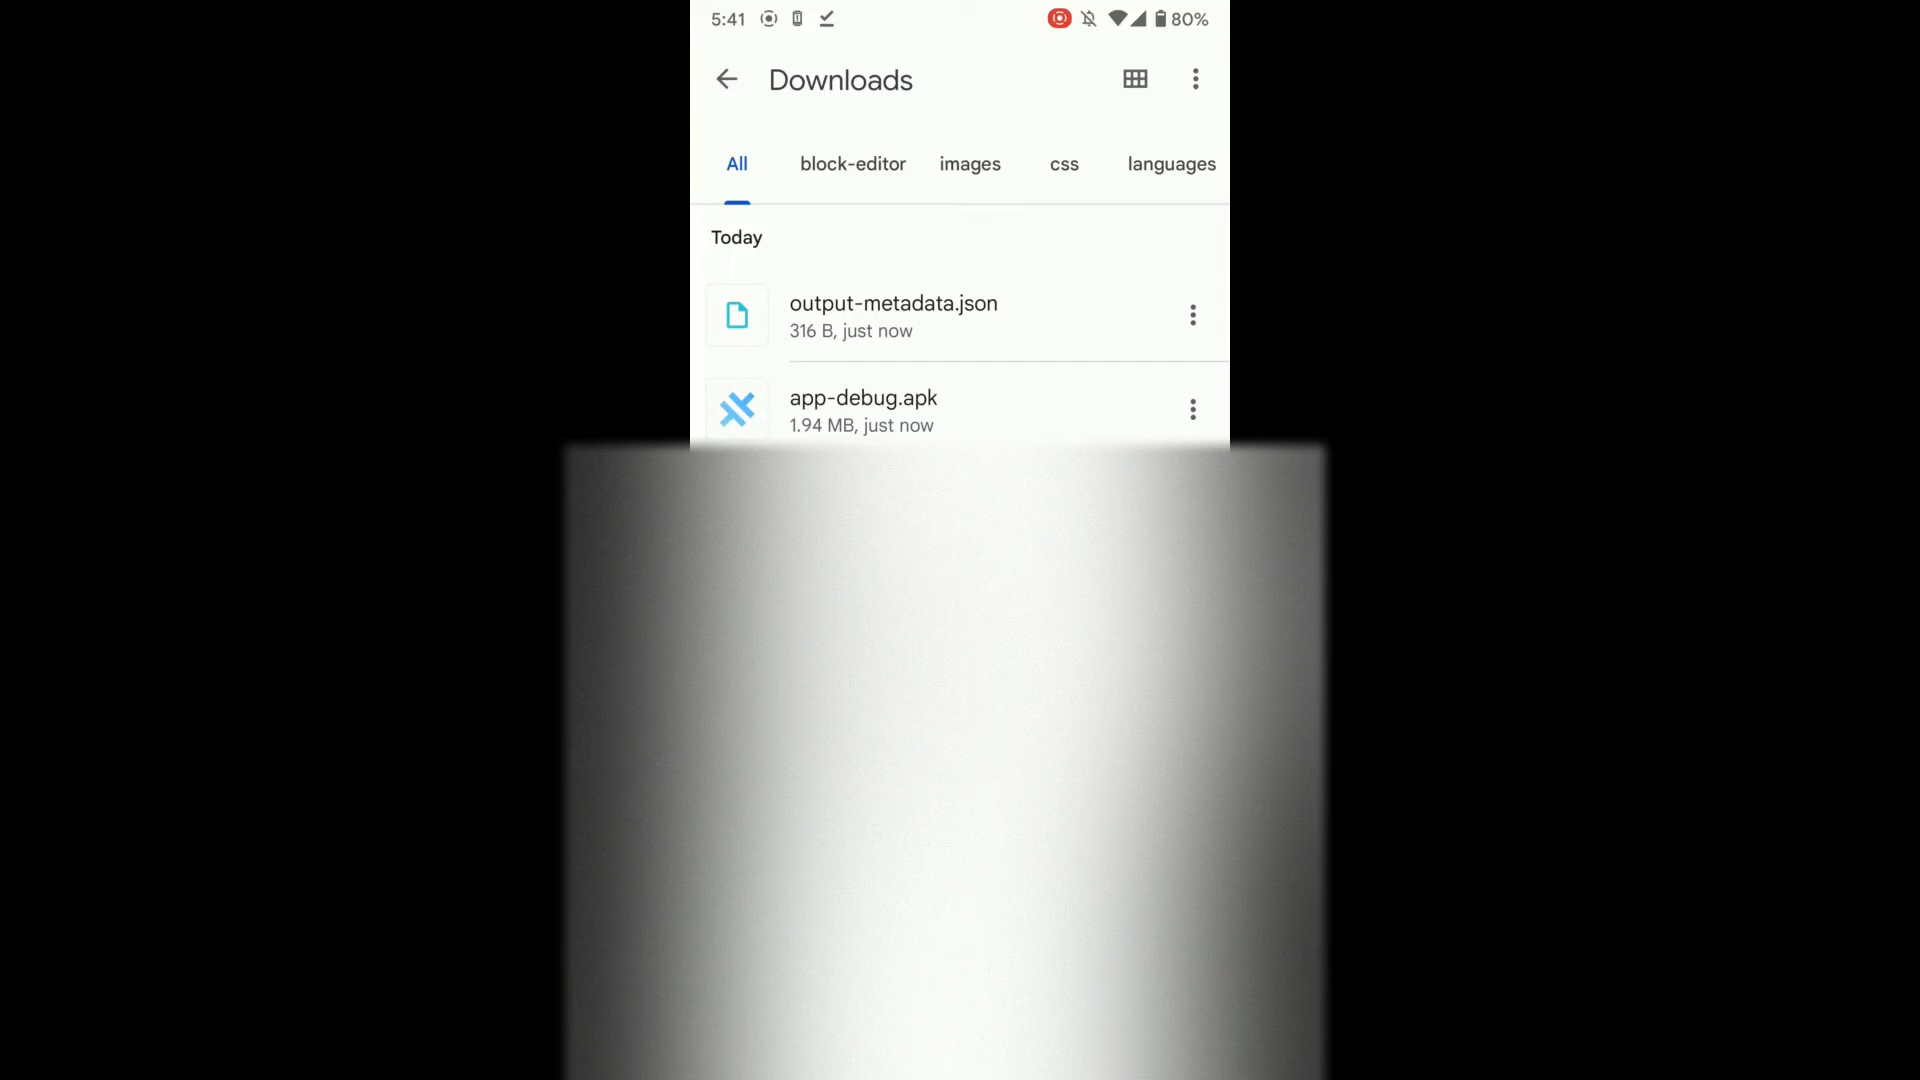 5:41 80%
Downloads
All block-editor images css languages
Today
output-metadata.json
316 B, just now
app-debug.apk
1.94 MB, just now